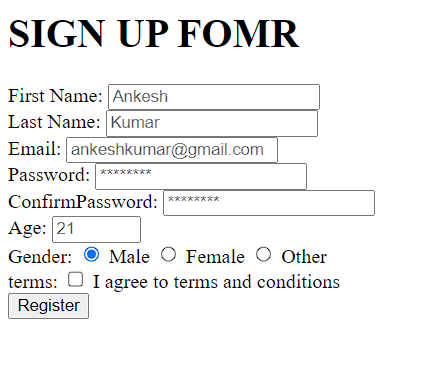 SIGN UP FOMR
First Name: Ankesh
Last Name: Kumar
Email: ankeshkumar@gmail.com
Password: ********
ConfirmPassword: ********
Age: 21
Gender: Male Female Other
terms: I agree to terms and conditions
Register